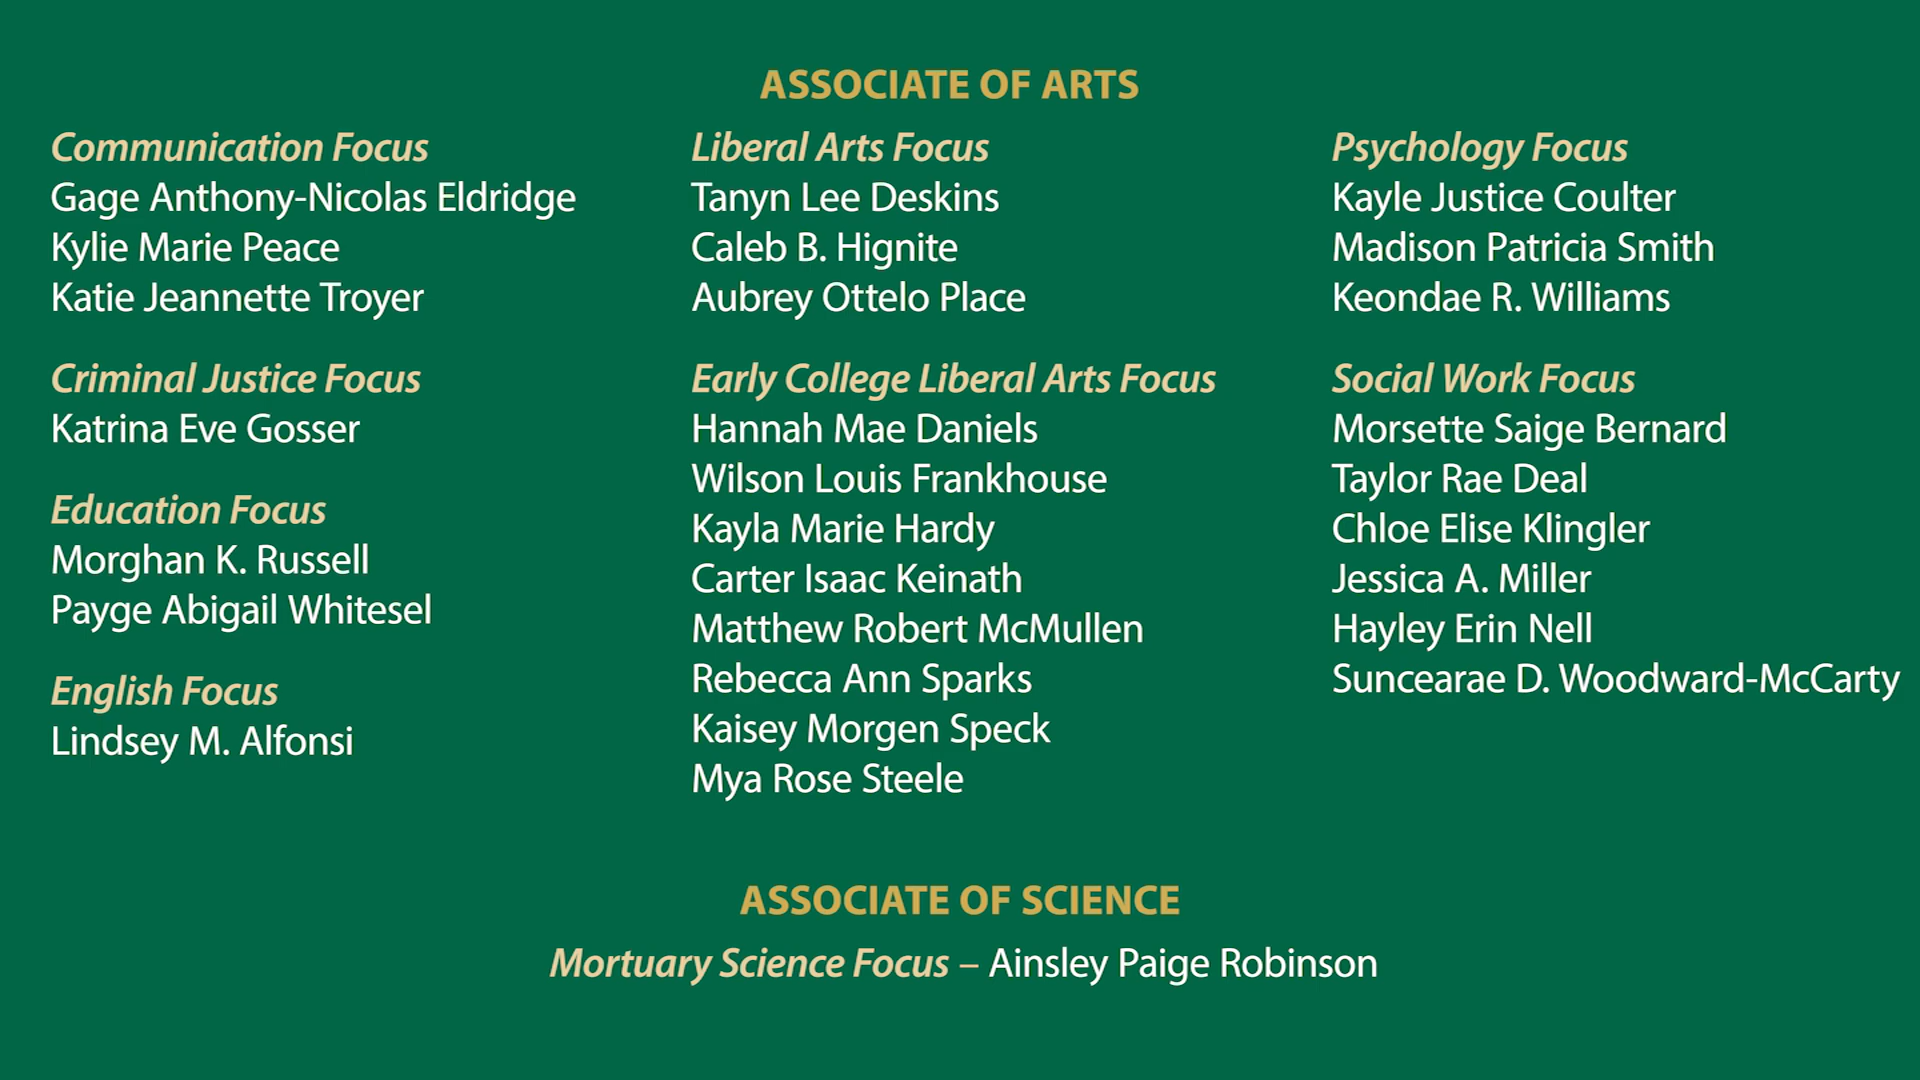 ASSOCIATE OF ARTS
Communication Focus
Gage Anthony-Nicolas Eldridge
Kylie Marie Peace
Katie Jeannette Troyer
Criminal Justice Focus
Katrina Eve Gosser
Education Focus
Morghan K. Russell
Payge Abigail Whitesel
English Focus
Lindsey M. Alfonsi
Liberal Arts Focus
Tanyn Lee Deskins
Caleb B. Hignite
Aubrey Ottelo Place
Early College Liberal Arts Focus
Hannah Mae Daniels
Wilson Louis Frankhouse
Kayla Marie Hardy
Carter Isaac Keinath
Matthew Robert McMullen
Rebecca Ann Sparks
Kaisey Morgen Speck
Mya Rose Steele
Psychology Focus
Kayle Justice Coulter
Madison Patricia Smith
Keondae R. Williams
Social Work Focus
Morsette Saige Bernard
Taylor Rae Deal
Chloe Elise Klingler
Jessica A. Miller
Hayley Erin Nell
Suncearae D. Woodward-McCarty
ASSOCIATE OF SCIENCE
Mortuary Science Focus – Ainsley Paige Robinson